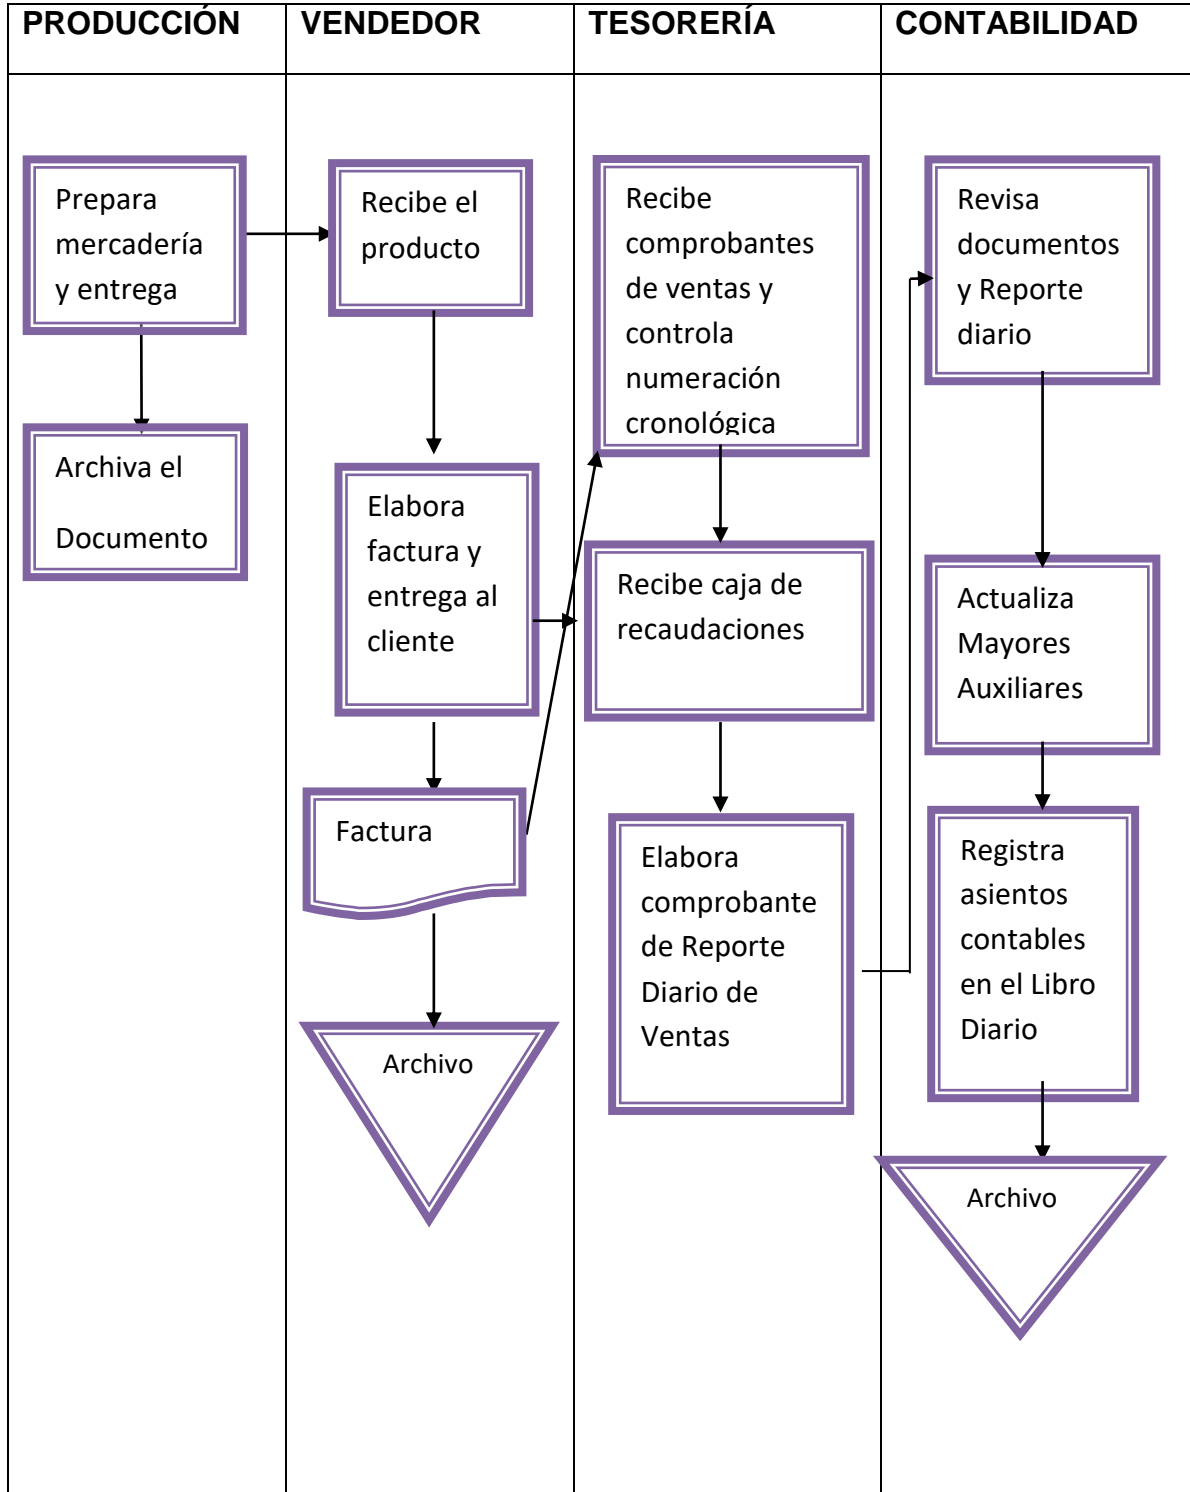 PRODUCCIÓN
VENDEDOR
TESORERÍA
CONTABILIDAD
Prepara
mercadería
y entrega
Archiva el
Documento
Recibe el
producto
Elabora
factura y
entrega al
cliente
Factura
Archivo
Recibe
comprobantes
de ventas y
controla
numeración
cronológica
Recibe caja de
recaudaciones
Elabora
comprobante
de Reporte
Diario de
Ventas
Revisa
documentos
y Reporte
diario
Actualiza
Mayores
Auxiliares
Registra
asientos
contables
en el Libro
Diario
Archivo